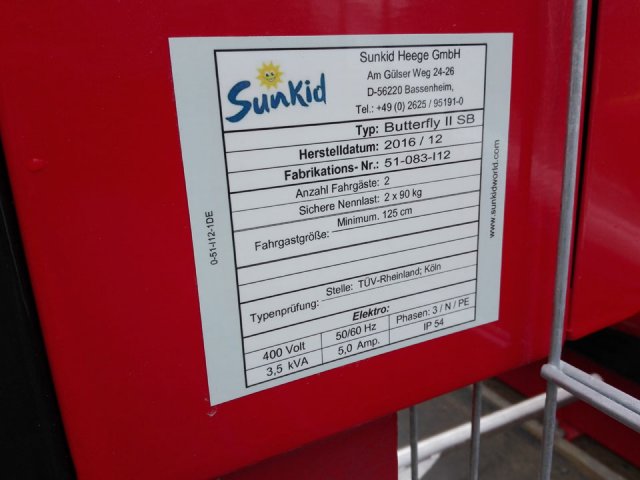 SunKid
Sunkid Heege GmbH
Am Gülser Weg 24-26
D-56220 Bassenheim,
Tel.: +49 (0) 2625 / 95191-0
Typ: Butterfly II SB
Herstelldatum: 2016 / 12
Fabrikations- Nr.: 51-083-I12
Anzahl Fahrgäste: 2
Sichere Nennlast: 2 x 90 kg
Fahrgastgröße: Minimum. 125 cm
Typenprüfung: Stelle: TÜV-Rheinland; Köln
Elektro:
400 Volt 50/60 Hz Phasen: 3 / N / PE
3,5 kVA 5,0 Amp. IP 54
0-51-I12-1DE
www.sunkidworld.com